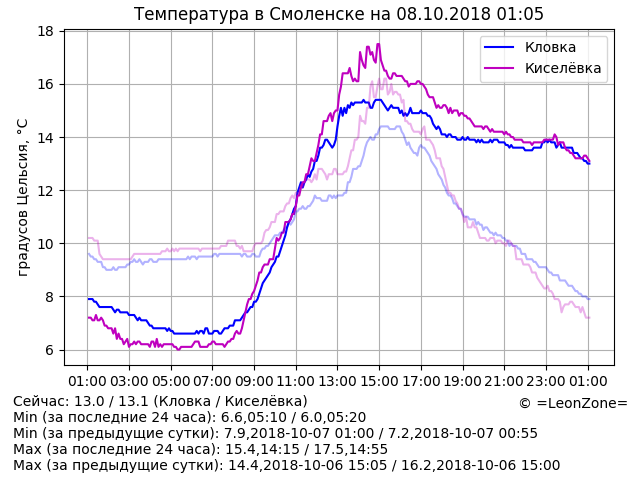 Температура в Смоленске на 08.10.2018 01:05
градусов Цельсия, °C
18
16
14
12
10
8
6
Кловка
Киселёвка
01:00 03:00 05:00 07:00 09:00 11:00 13:00 15:00 17:00 19:00 21:00 23:00 01:00
Сейчас: 13.0 / 13.1 (Кловка / Киселёвка)
© =LeonZone=
Min (за последние 24 часа): 6.6,05:10 / 6.0,05:20
Min (за предыдущие сутки): 7.9,2018-10-07 01:00 / 7.2,2018-10-07 00:55
Max (за последние 24 часа): 15.4,14:15 / 17.5,14:55
Max (за предыдущие сутки): 14.4,2018-10-06 15:05 / 16.2,2018-10-06 15:00